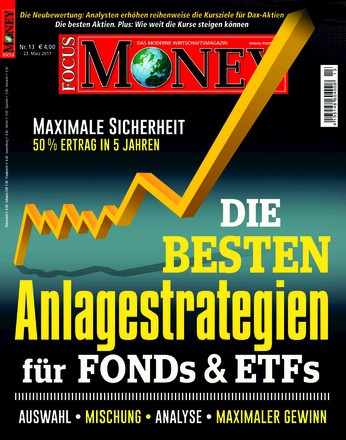 Die Neubewertung: Analysten erhöhen reihenweise die Kursziele für Dax-Aktien
Die besten Aktien. Plus: Wie weit die Kurse steigen können
FOCUS
MONEY
Nr. 13 € 4,00
22. März 2017
DAS MODERNE WIRTSCHAFTSMAGAZIN
FOCUS
MONEY
MAXIMALE SICHERHEIT
50 % ERTRAG IN 5 JAHREN
DIE
BESTEN
Anlagestrategien
für FONDS & ETFs
AUSWAHL • MISCHUNG • ANALYSE • MAXIMALER GEWINN